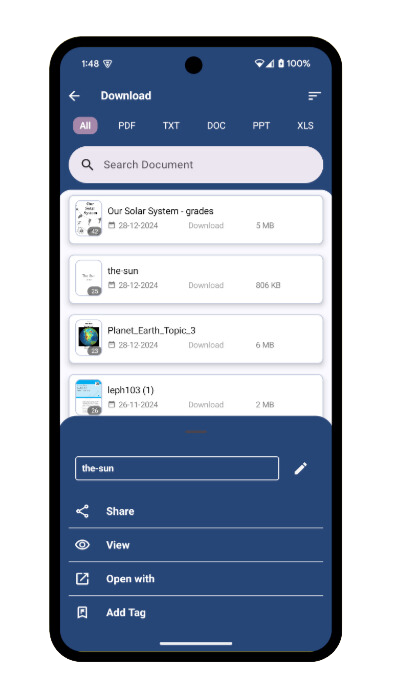 1:48 100%
Download
All PDF TXT DOC PPT XLS
Search Document
Our Solar System
42
Our Solar System - grades
28-12-2024 Download 5 MB
25
the-sun
28-12-2024 Download 806 KB
23
Planet_Earth_Topic_3
28-12-2024 Download 6 MB
26
leph103 (1)
26-11-2024 Download 2 MB
the-sun
Share
View
Open with
Add Tag